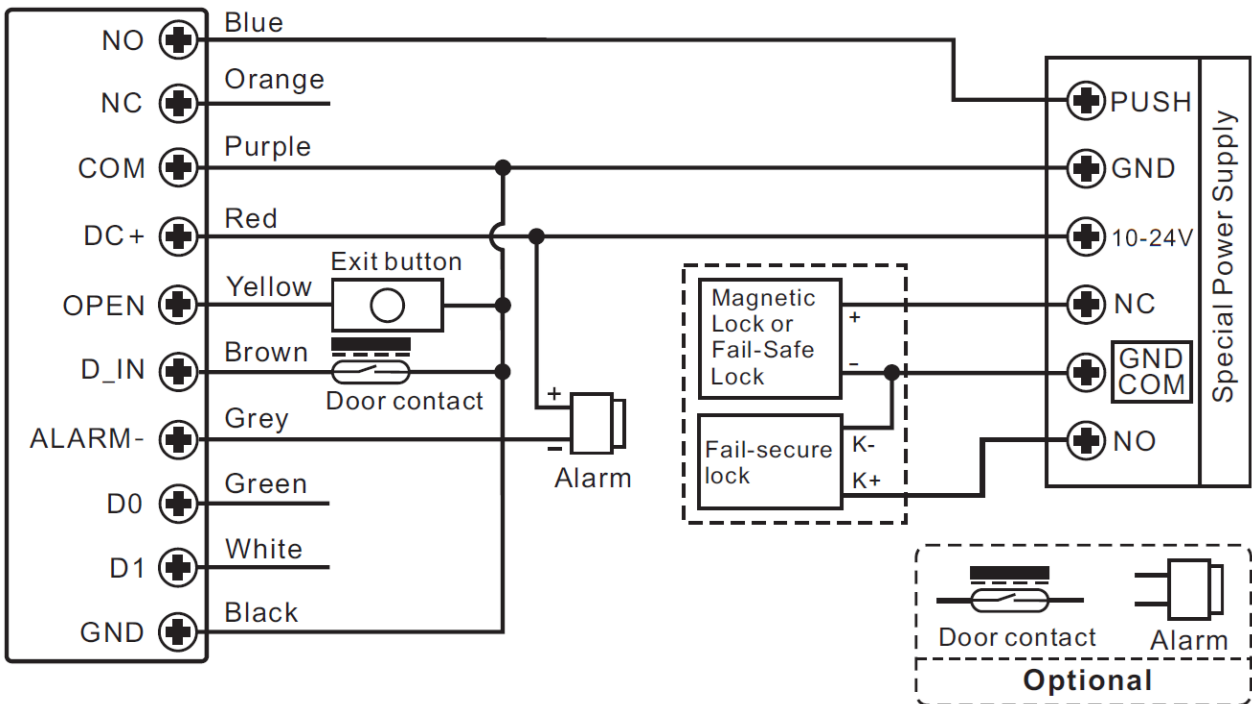 NO
Blue
NC
Orange
COM
Purple
DC+
Red
OPEN
Yellow
Exit button
D_IN
Brown
Door contact
ALARM-
Grey
+
-
Alarm
D0
Green
D1
White
GND
Black
Magnetic
Lock or
Fail-Safe
Lock
+
-
Fail-secure
lock
K-
K+
PUSH
GND
10-24V
NC
GND
COM
NO
Special Power Supply
Door contact
Alarm
Optional